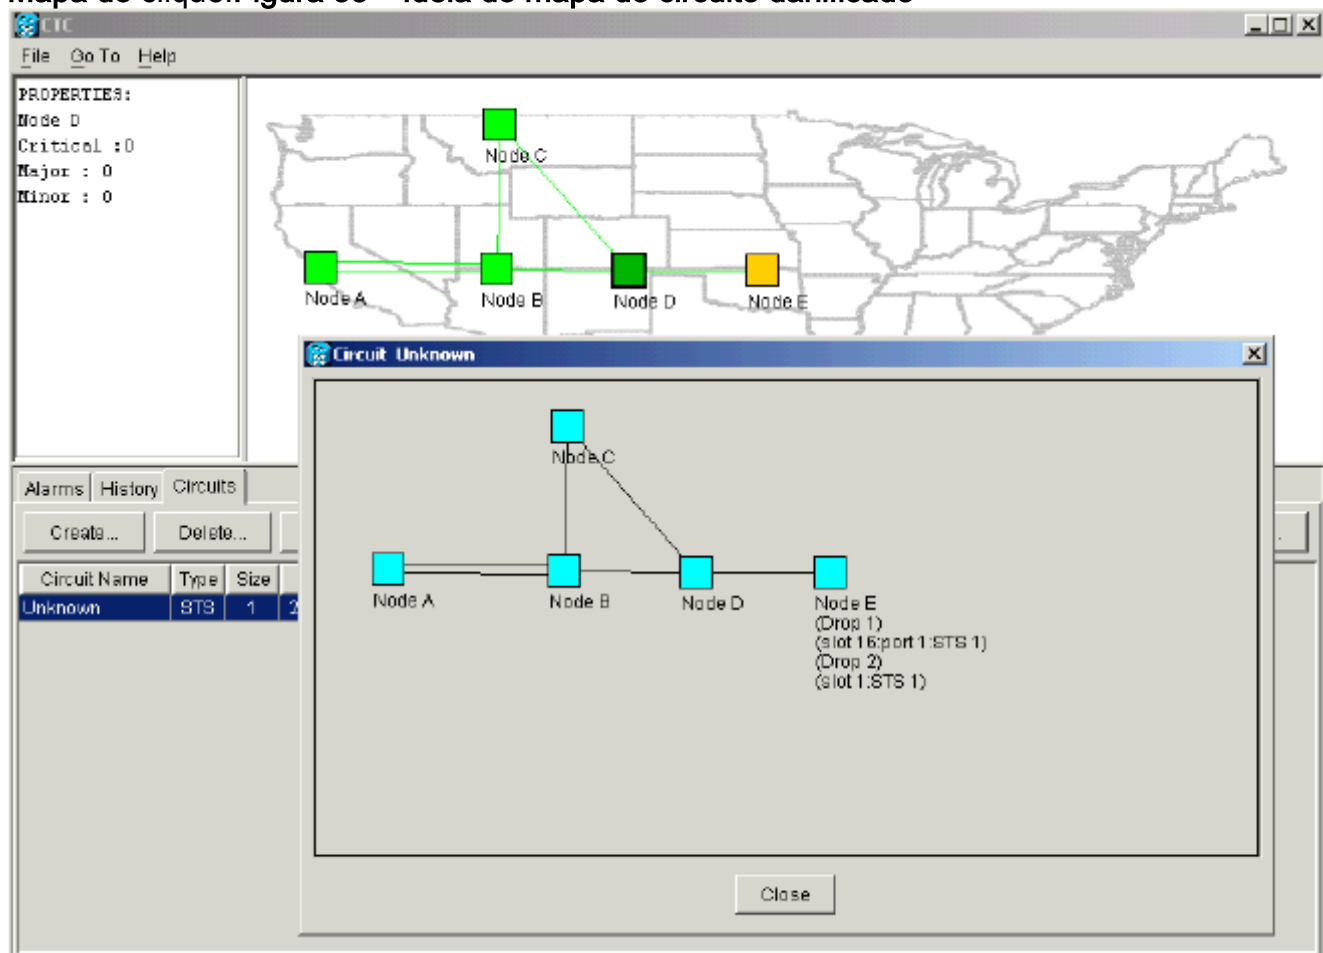 CTC
File Go To Help
PROPERTIES:
Node D
Critical :0
Major : 0
Minor : 0
Node C
Node A
Node B
Node D
Node E
Circuit Unknown
Node C
Node A
Node B
Node D
Node E
(Drop 1)
(slot 16:port 1:STS 1)
(Drop 2)
(slot 1:STS 1)
Close
Alarms History Circuits
Create... Delete...
Circuit Name Type Size
Unknown STS 1 2